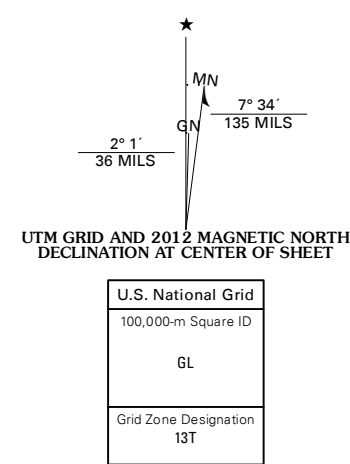 ★
MN
7° 34´
135 MILS
GN
2° 1´
36 MILS
UTM GRID AND 2012 MAGNETIC NORTH
DECLINATION AT CENTER OF SHEET
U.S. National Grid
100,000-m Square ID
GL
Grid Zone Designation
13T